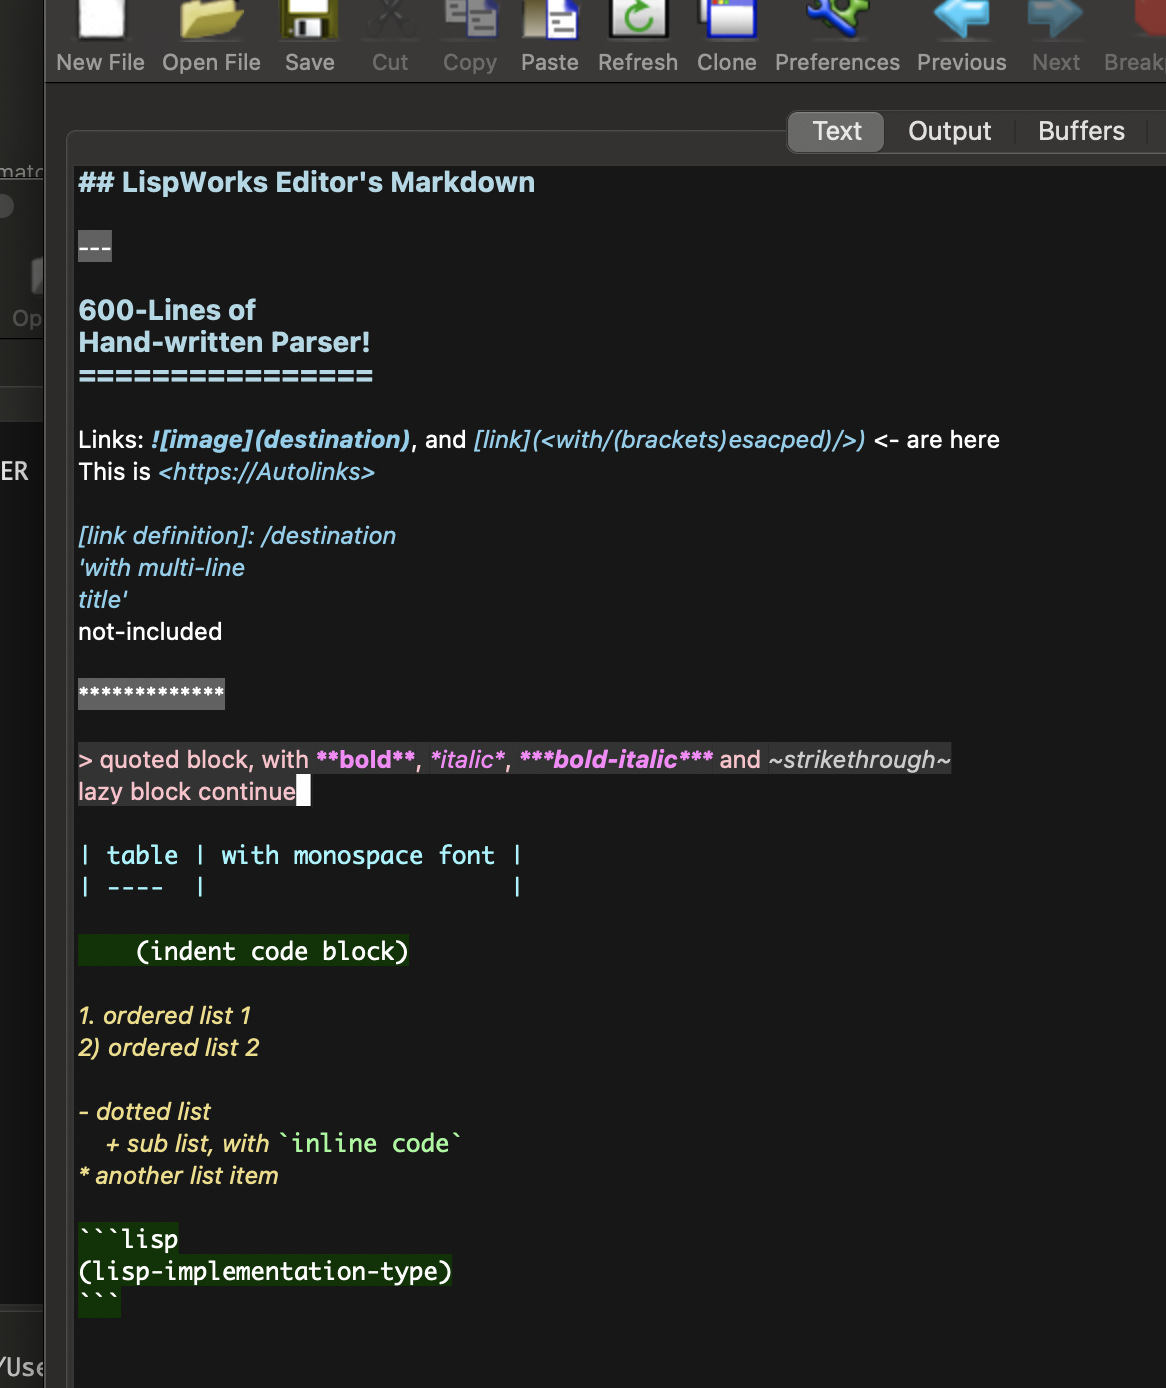 New File Open File Save Cut Copy Paste Refresh Clone Preferences Previous Next Break
Text Output Buffers
## LispWorks Editor's Markdown
---
600-Lines of
Hand-written Parser!
================
Links: ![image](destination), and [link](<with/(brackets)esacped)/>) <- are here
This is <https://Autolinks>
[link definition]: /destination
'with multi-line
title'
not-included
*************
> quoted block, with **bold**, *italic*, ***bold-italic*** and ~strikethrough~
lazy block continue
| table | with monospace font |
| ---- | |
(indent code block)
1. ordered list 1
2) ordered list 2
- dotted list
+ sub list, with `inline code`
* another list item
```lisp
(lisp-implementation-type)
```
Op
ER
/Use